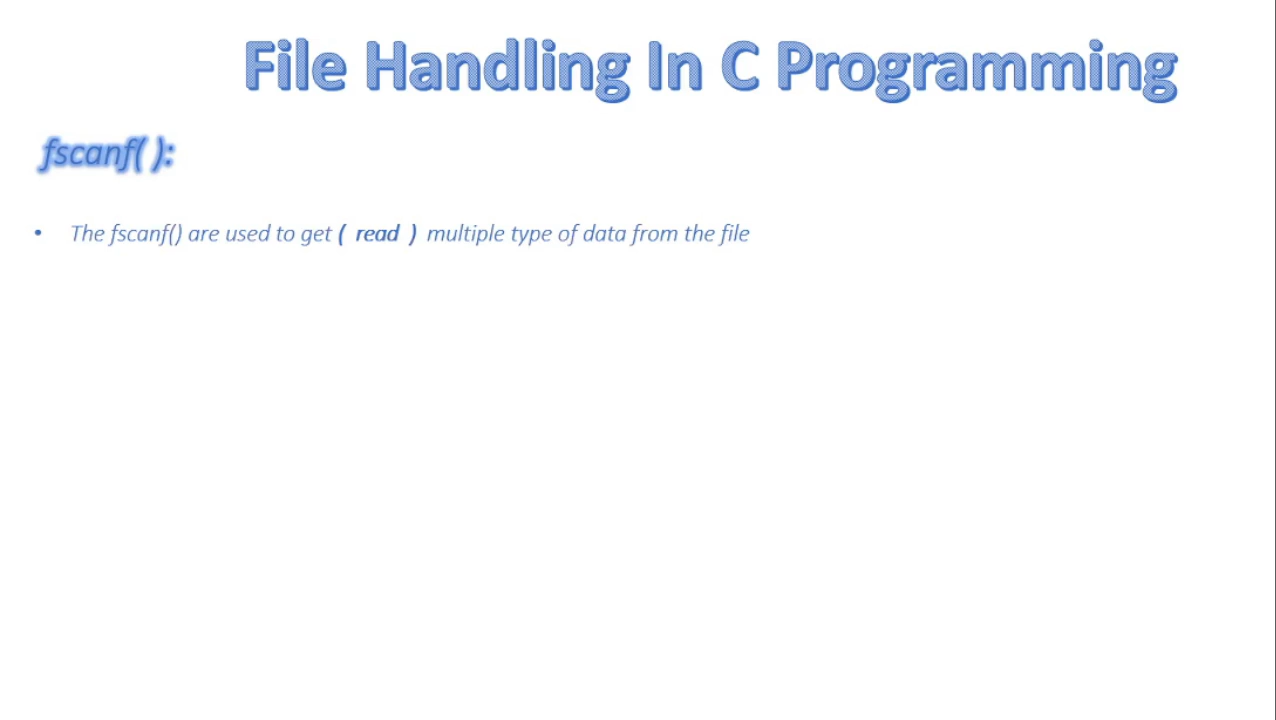 File Handling In C Programming
fscanf( ):
• The fscanf() are used to get ( read ) multiple type of data from the file